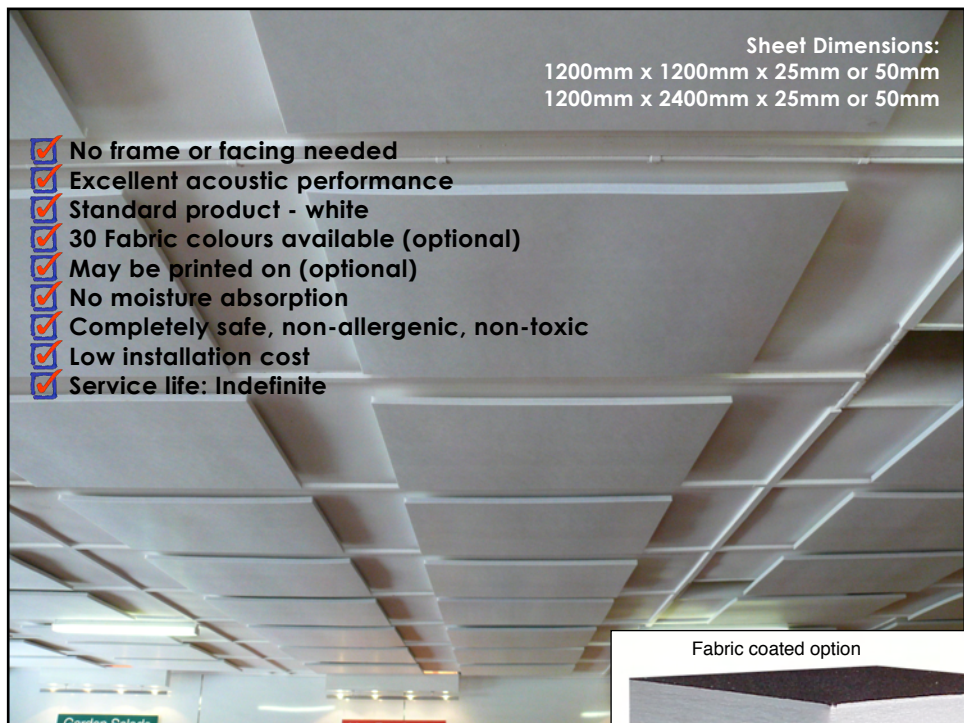 Sheet Dimensions:
1200mm x 1200mm x 25mm or 50mm
1200mm x 2400mm x 25mm or 50mm
No frame or facing needed
Excellent acoustic performance
Standard product - white
30 Fabric colours available (optional)
May be printed on (optional)
No moisture absorption
Completely safe, non-allergenic, non-toxic
Low installation cost
Service life: Indefinite
Fabric coated option
Garden Salads